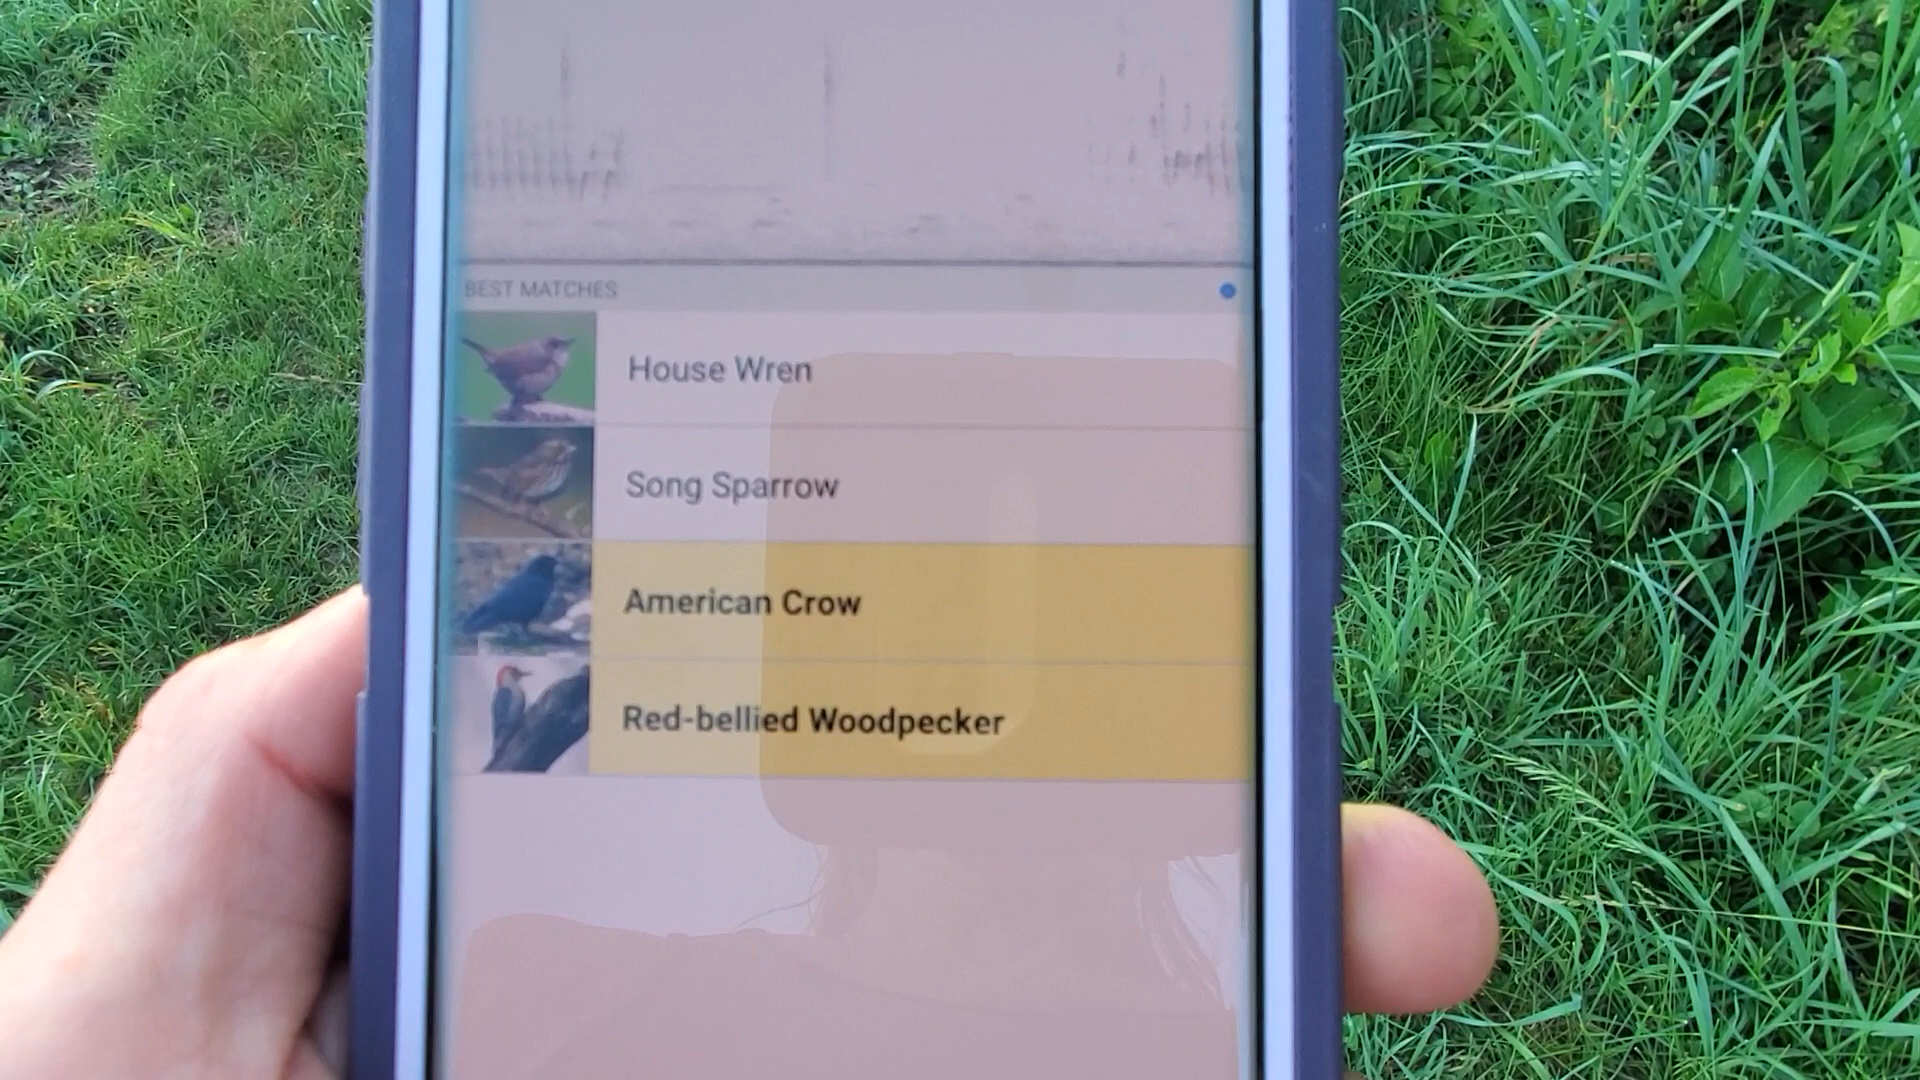 BEST MATCHES
House Wren
Song Sparrow
American Crow
Red-bellied Woodpecker